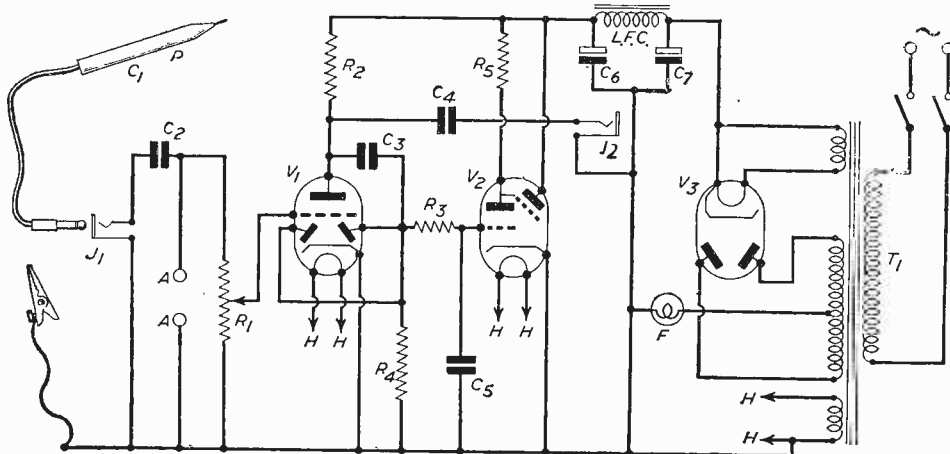 P
C1
C2
J1
A
A
R1
R2
V1
C3
C4
R3
R4
C5
R5
V2
H H
H H
L.F.C.
C6
C7
J2
V3
F
T1
H
H
~